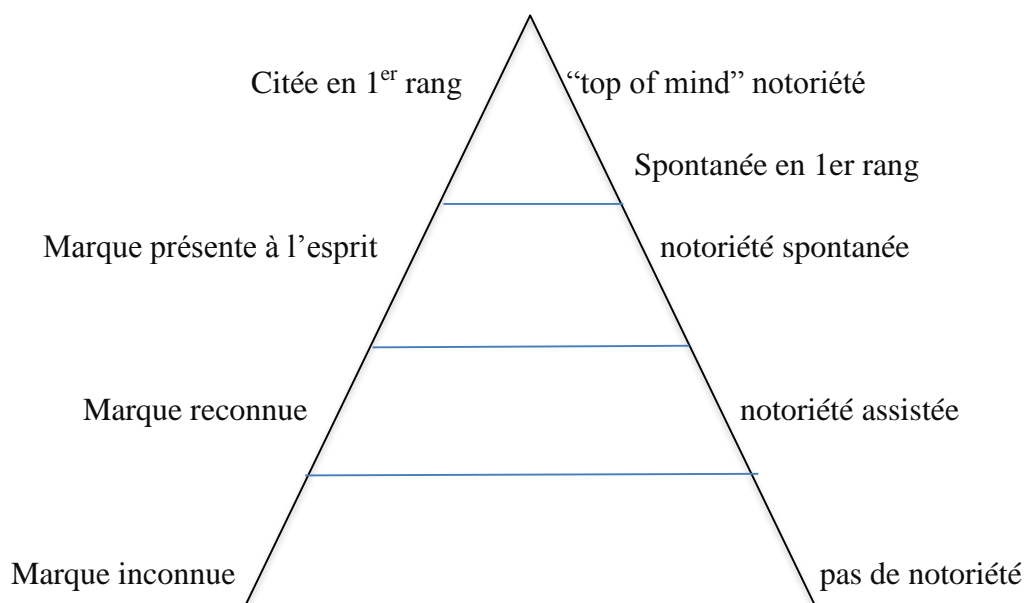 Citée en 1er rang
“top of mind” notoriété
Spontanée en 1er rang
Marque présente à l’esprit
notoriété spontanée
Marque reconnue
notoriété assistée
Marque inconnue
pas de notoriété